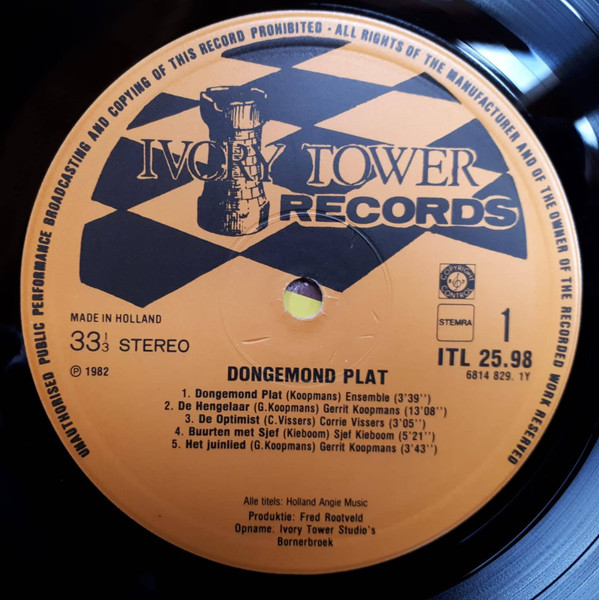 UNAUTHORISED PUBLIC PERFORMANCE BROADCASTING AND COPYING OF THIS RECORD PROHIBITED · ALL RIGHTS OF THE MANUFACTURER AND OF THE OWNER OF THE RECORDED WORK RESERVED
IVORY TOWER
RECORDS
COPYRIGHT
CONTROL
MADE IN HOLLAND
33 1/3 STEREO
℗ 1982
STEMRA
1
ITL 25.98
6814 829. 1Y
DONGEMOND PLAT
1. Dongemond Plat (Koopmans) Ensemble (3'39'')
2. De Hengelaar (G.Koopmans) Gerrit Koopmans (13'08'')
3. De Optimist (C.Vissers) Corrie Vissers (3'05'')
4. Buurten met Sjef (Kieboom) Sjef Kieboom (5'21'')
5. Het juinlied (G.Koopmans) Gerrit Koopmans (3'43'')
Alle titels: Holland Angie Music
Produktie: Fred Rootveld
Opname. Ivory Tower Studio's
Bornerbroek